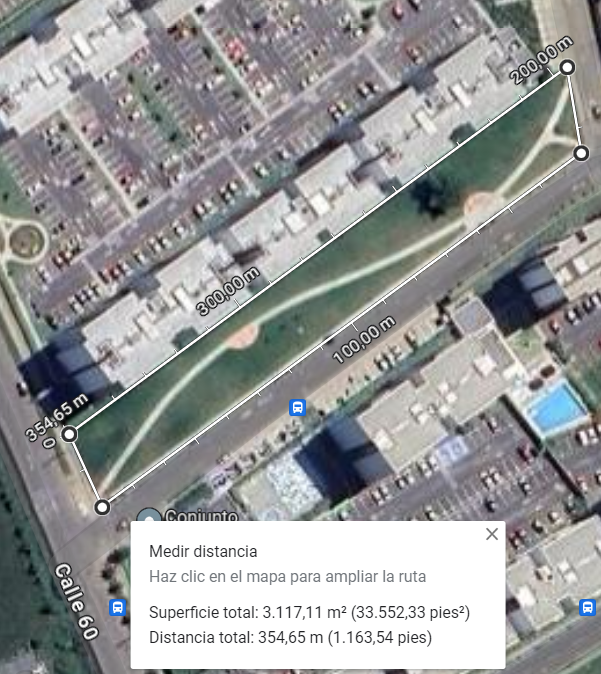 200,00 m
300,00 m
100,00 m
354,65 m
0
Conjunto
Calle 60
Medir distancia
Haz clic en el mapa para ampliar la ruta
Superficie total: 3.117,11 m² (33.552,33 pies²)
Distancia total: 354,65 m (1.163,54 pies)